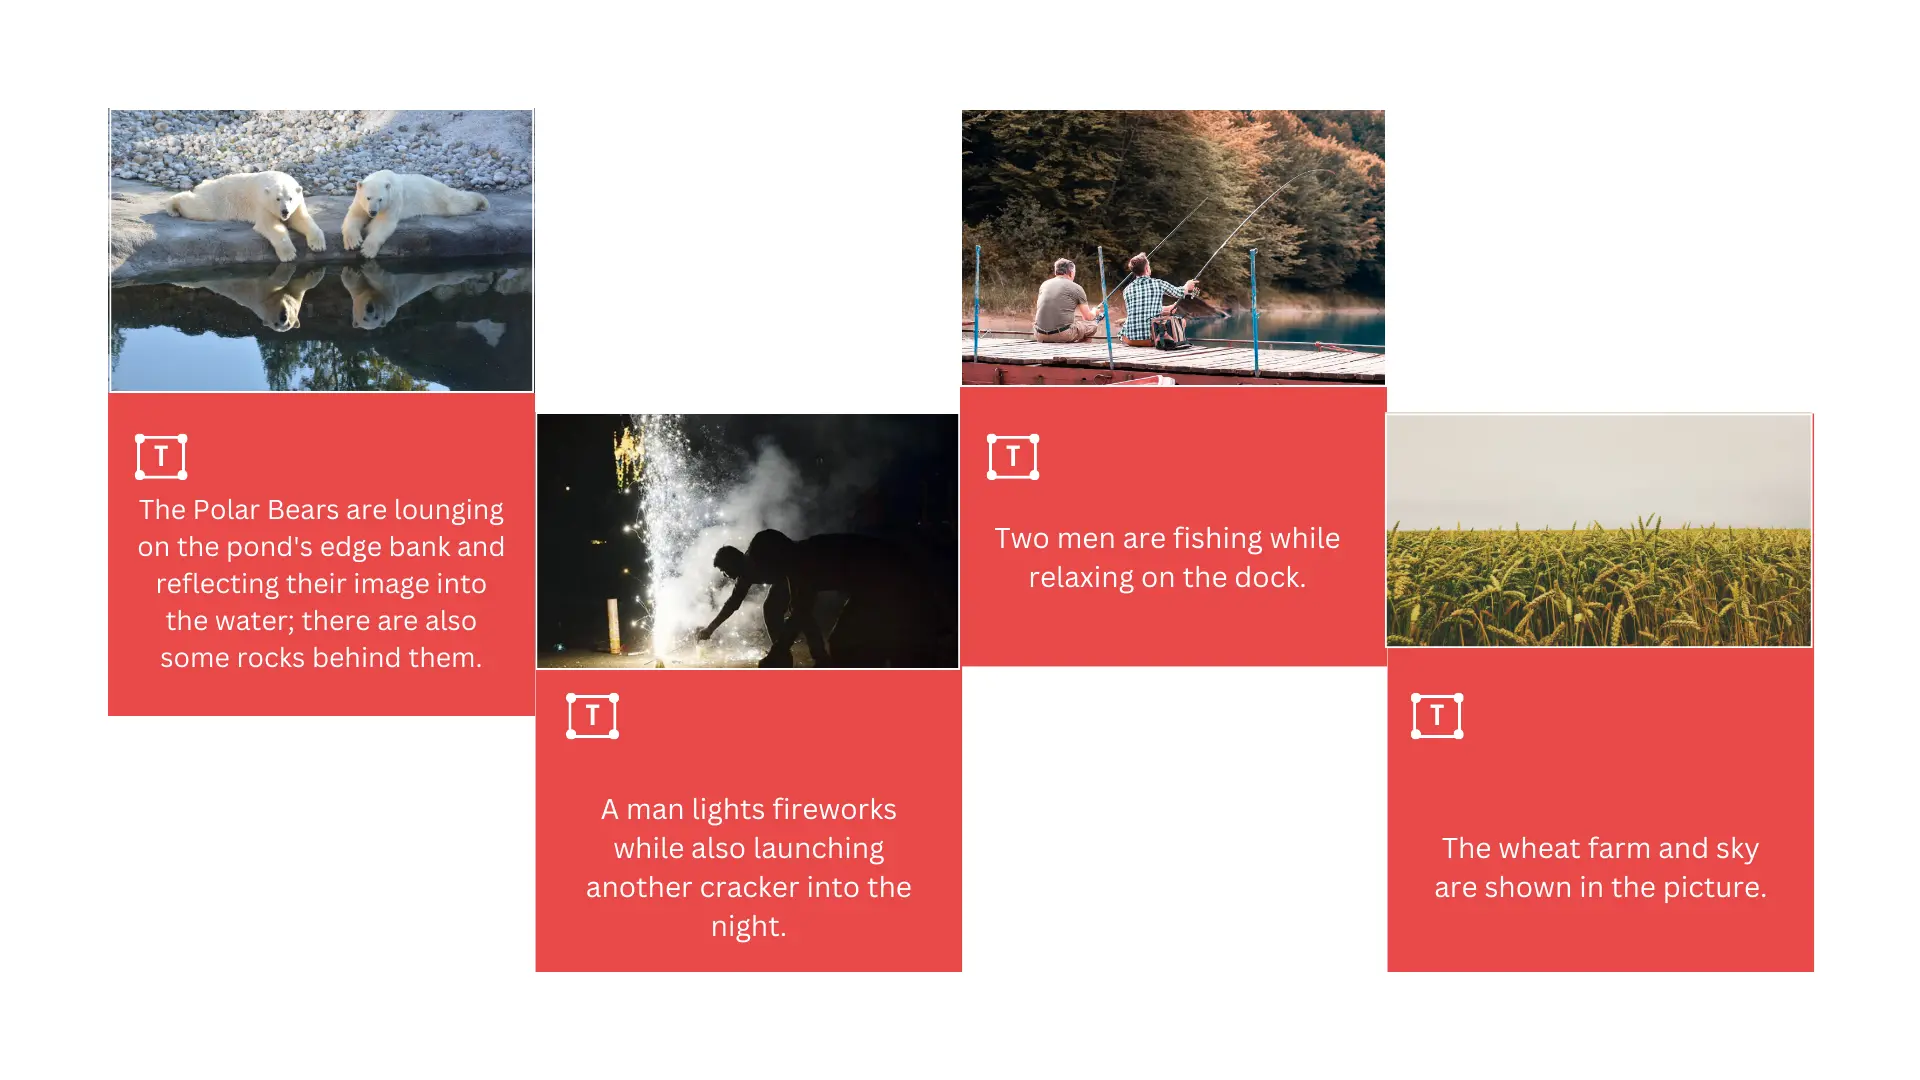 T
The Polar Bears are lounging
on the pond's edge bank and
reflecting their image into
the water; there are also
some rocks behind them.
T
A man lights fireworks
while also launching
another cracker into the
night.
T
Two men are fishing while
relaxing on the dock.
T
The wheat farm and sky
are shown in the picture.